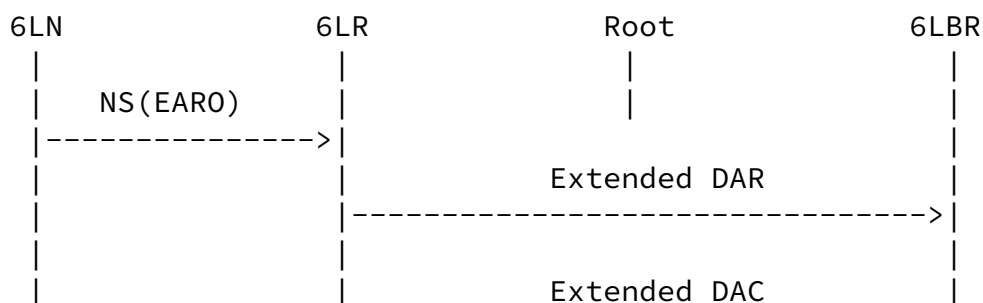 6LN 6LR Root 6LBR
NS(EARO)
Extended DAR
Extended DAC